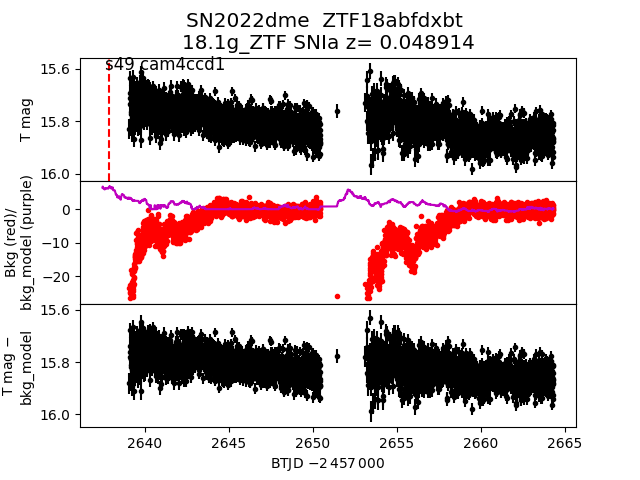 SN2022dme  ZTF18abfdxbt
18.1g_ZTF SNIa z= 0.048914
s49 cam4ccd1
15.6
15.8
16.0
T mag
0
−10
−20
Bkg (red)/
bkg_model (purple)
15.6
15.8
16.0
T mag −
bkg_model
2640
2645
2650
2655
2660
2665
BTJD −2 457 000